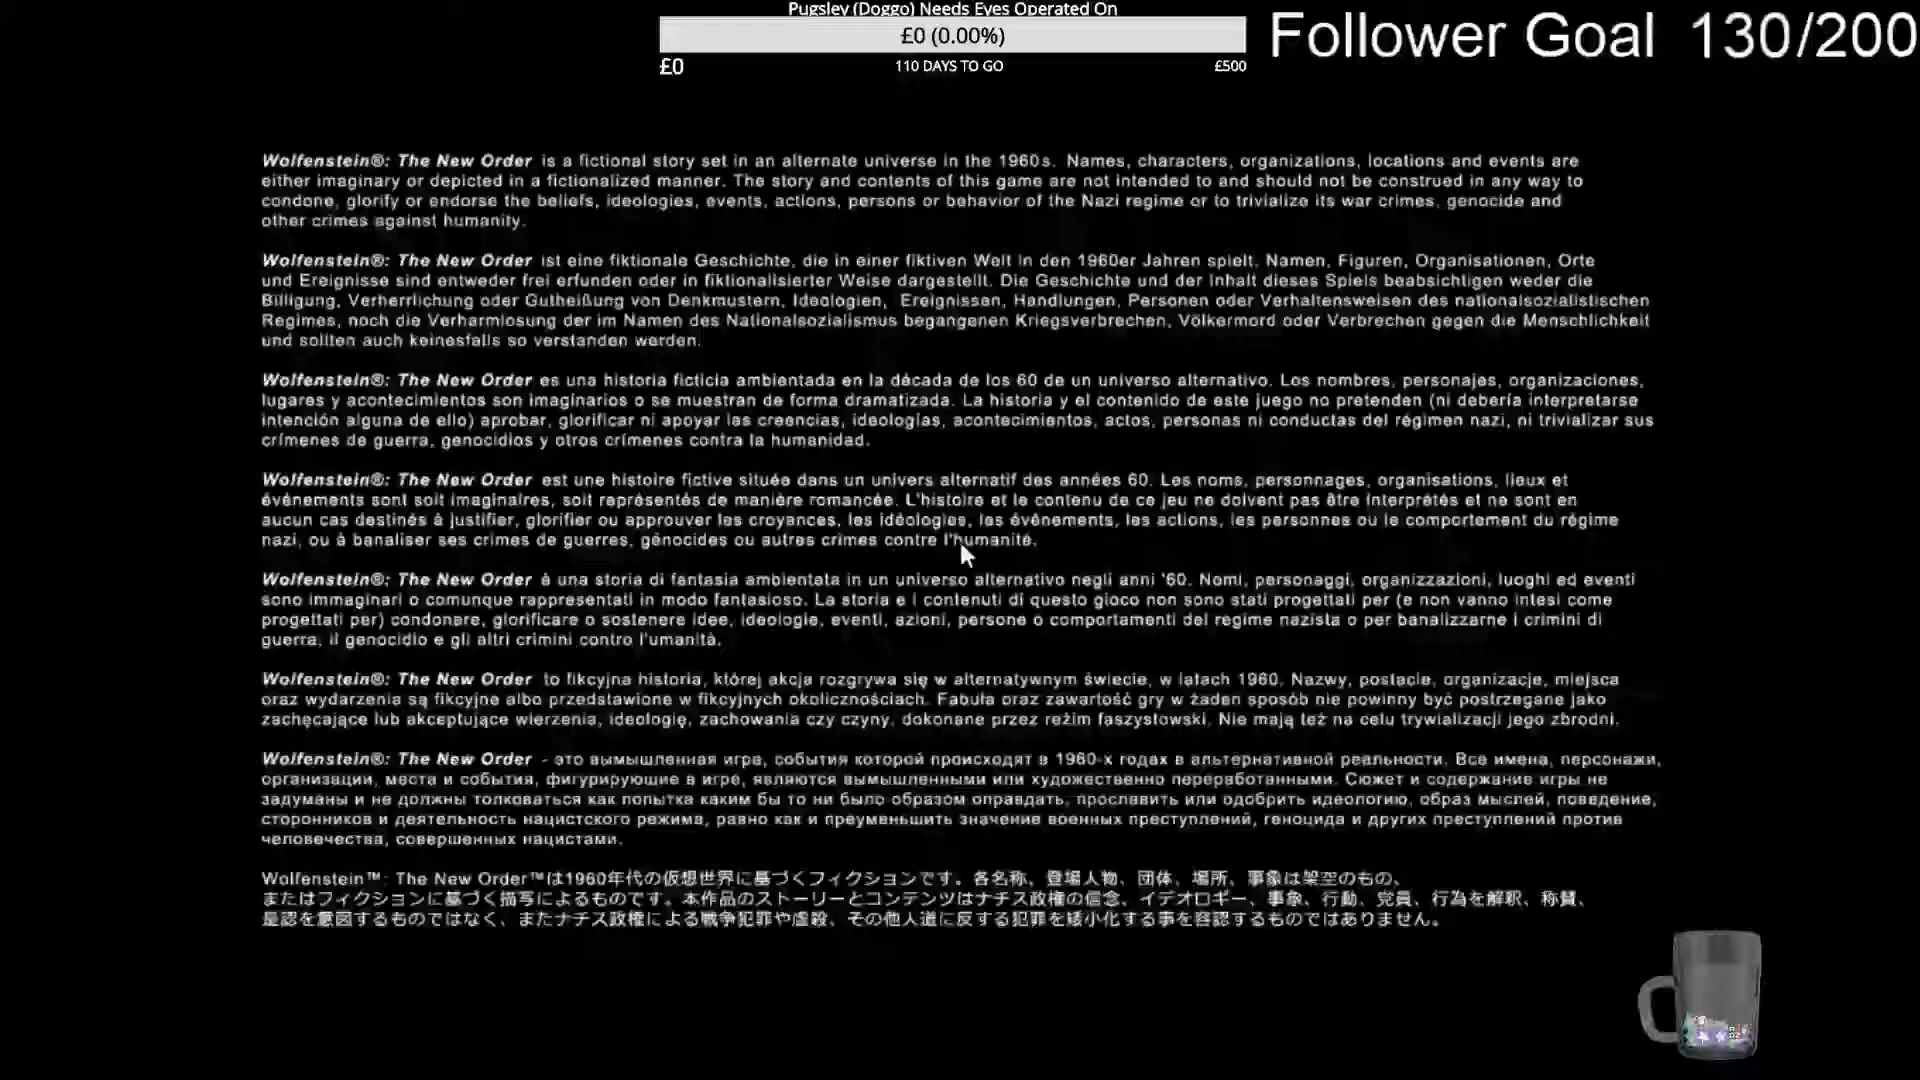 Pugsley (Doggo) Needs Eyes Operated On
£0 (0.00%)
£0 110 DAYS TO GO £500
Follower Goal 130/200
Wolfenstein®: The New Order is a fictional story set in an alternate universe in the 1960s. Names, characters, organizations, locations and events are
either imaginary or depicted in a fictionalized manner. The story and contents of this game are not intended to and should not be construed in any way to
condone, glorify or endorse the beliefs, ideologies, events, actions, persons or behavior of the Nazi regime or to trivialize its war crimes, genocide and
other crimes against humanity.
Wolfenstein®: The New Order ist eine fiktionale Geschichte, die in einer fiktiven Welt in den 1960er Jahren spielt. Namen, Figuren, Organisationen, Orte
und Ereignisse sind entweder frei erfunden oder in fiktionalisierter Weise dargestellt. Die Geschichte und der Inhalt dieses Spiels beabsichtigen weder die
Billigung, Verherrlichung oder Gutheißung von Denkmustern, Ideologien, Ereignissen, Handlungen, Personen oder Verhaltensweisen des nationalsozialistischen
Regimes, noch die Verharmlosung der im Namen des Nationalsozialismus begangenen Kriegsverbrechen, Völkermord oder Verbrechen gegen die Menschlichkeit
und sollten auch keinesfalls so verstanden werden.
Wolfenstein®: The New Order es una historia ficticia ambientada en la década de los 60 de un universo alternativo. Los nombres, personajes, organizaciones,
lugares y acontecimientos son imaginarios o se muestran de forma dramatizada. La historia y el contenido de este juego no pretenden (ni debería interpretarse
intención alguna de ello) aprobar, glorificar ni apoyar las creencias, ideologías, acontecimientos, actos, personas ni conductas del régimen nazi, ni trivializar sus
crímenes de guerra, genocidios y otros crímenes contra la humanidad.
Wolfenstein®: The New Order est une histoire fictive située dans un univers alternatif des années 60. Les noms, personnages, organisations, lieux et
événements sont soit imaginaires, soit représentés de manière romancée. L'histoire et le contenu de ce jeu ne doivent pas être interprétés et ne sont en
aucun cas destinés à justifier, glorifier ou approuver les croyances, les idéologies, les événements, les actions, les personnes ou le comportement du régime
nazi, ou à banaliser ses crimes de guerres, génocides ou autres crimes contre l'humanité.
Wolfenstein®: The New Order è una storia di fantasia ambientata in un universo alternativo negli anni '60. Nomi, personaggi, organizzazioni, luoghi ed eventi
sono immaginari o comunque rappresentati in modo fantasioso. La storia e i contenuti di questo gioco non sono stati progettati per (e non vanno intesi come
progettati per) condonare, glorificare o sostenere idee, ideologie, eventi, azioni, persone o comportamenti del regime nazista o per banalizzarne i crimini di
guerra, il genocidio e gli altri crimini contro l'umanità.
Wolfenstein®: The New Order to fikcyjna historia, której akcja rozgrywa się w alternatywnym świecie, w latach 1960. Nazwy, postacie, organizacje, miejsca
oraz wydarzenia są fikcyjne albo przedstawione w fikcyjnych okolicznościach. Fabuła oraz zawartość gry w żaden sposób nie powinny być postrzegane jako
zachęcające lub akceptujące wierzenia, ideologię, zachowania czy czyny, dokonane przez reżim faszystowski. Nie mają też na celu trywializacji jego zbrodni.
Wolfenstein®: The New Order - это вымышленная игра, события которой происходят в 1960-х годах в альтернативной реальности. Все имена, персонажи,
организации, места и события, фигурирующие в игре, являются вымышленными или художественно переработанными. Сюжет и содержание игры не
задуманы и не должны толковаться как попытка каким бы то ни было образом оправдать, прославить или одобрить идеологию, образ мыслей, поведение,
сторонников и деятельность нацистского режима, равно как и преуменьшить значение военных преступлений, геноцида и других преступлений против
человечества, совершенных нацистами.
Wolfenstein™: The New Order™は1960年代の仮想世界に基づくフィクションです。各名称、登場人物、団体、場所、事象は架空のもの、
またはフィクションに基づく描写によるものです。本作品のストーリーとコンテンツはナチス政権の信念、イデオロギー、事象、行動、党員、行為を解釈、称賛、
是認を意図するものではなく、またナチス政権による戦争犯罪や虐殺、その他人道に反する犯罪を矮小化する事を容認するものではありません。